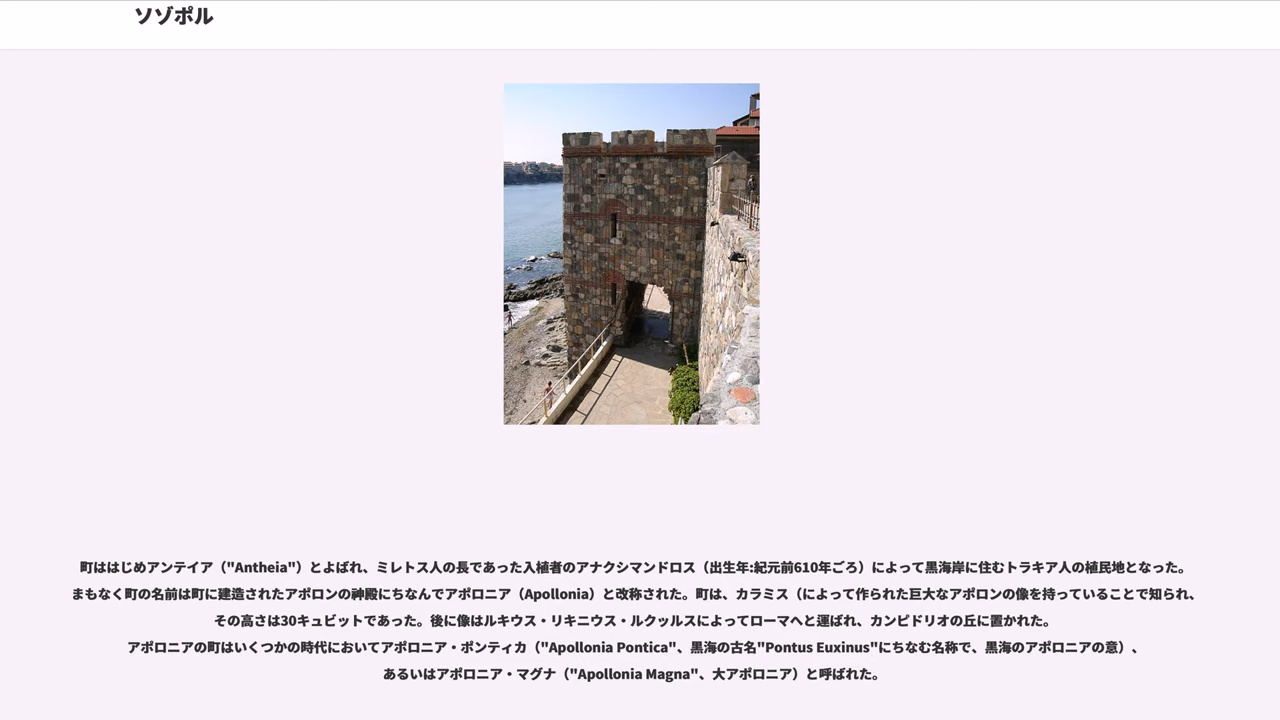 ソゾポル
町ははじめアンテイア（"Antheia"）とよばれ、ミレトス人の長であった入植者のアナクシマンドロス（出生年:紀元前610年ごろ）によって黒海岸に住むトラキア人の植民地となった。
まもなく町の名前は町に建造されたアポロンの神殿にちなんでアポロニア（Apollonia）と改称された。町は、カラミス（によって作られた巨大なアポロンの像を持っていることで知られ、
その高さは30キュビットであった。後に像はルキウス・リキニウス・ルクッルスによってローマへと運ばれ、カンピドリオの丘に置かれた。
アポロニアの町はいくつかの時代においてアポロニア・ポンティカ（"Apollonia Pontica"、黒海の古名"Pontus Euxinus"にちなむ名称で、黒海のアポロニアの意）、
あるいはアポロニア・マグナ（"Apollonia Magna"、大アポロニア）と呼ばれた。